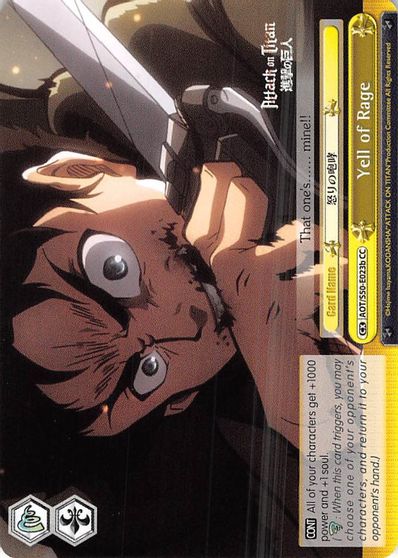 Attack on Titan
進撃の巨人
That one's...... mine!!
Card Name
怒りの咆哮
Yell of Rage
CX AOT/S50-E023b CC
©Hajime Isayama,KODANSHA/"ATTACK ON TITAN"Production Committee All Rights Reserved
CONT All of your characters get +1000
power and +1 soul.
( : When this card triggers, you may
choose one of your opponent's
characters, and return it to your
opponent's hand.)